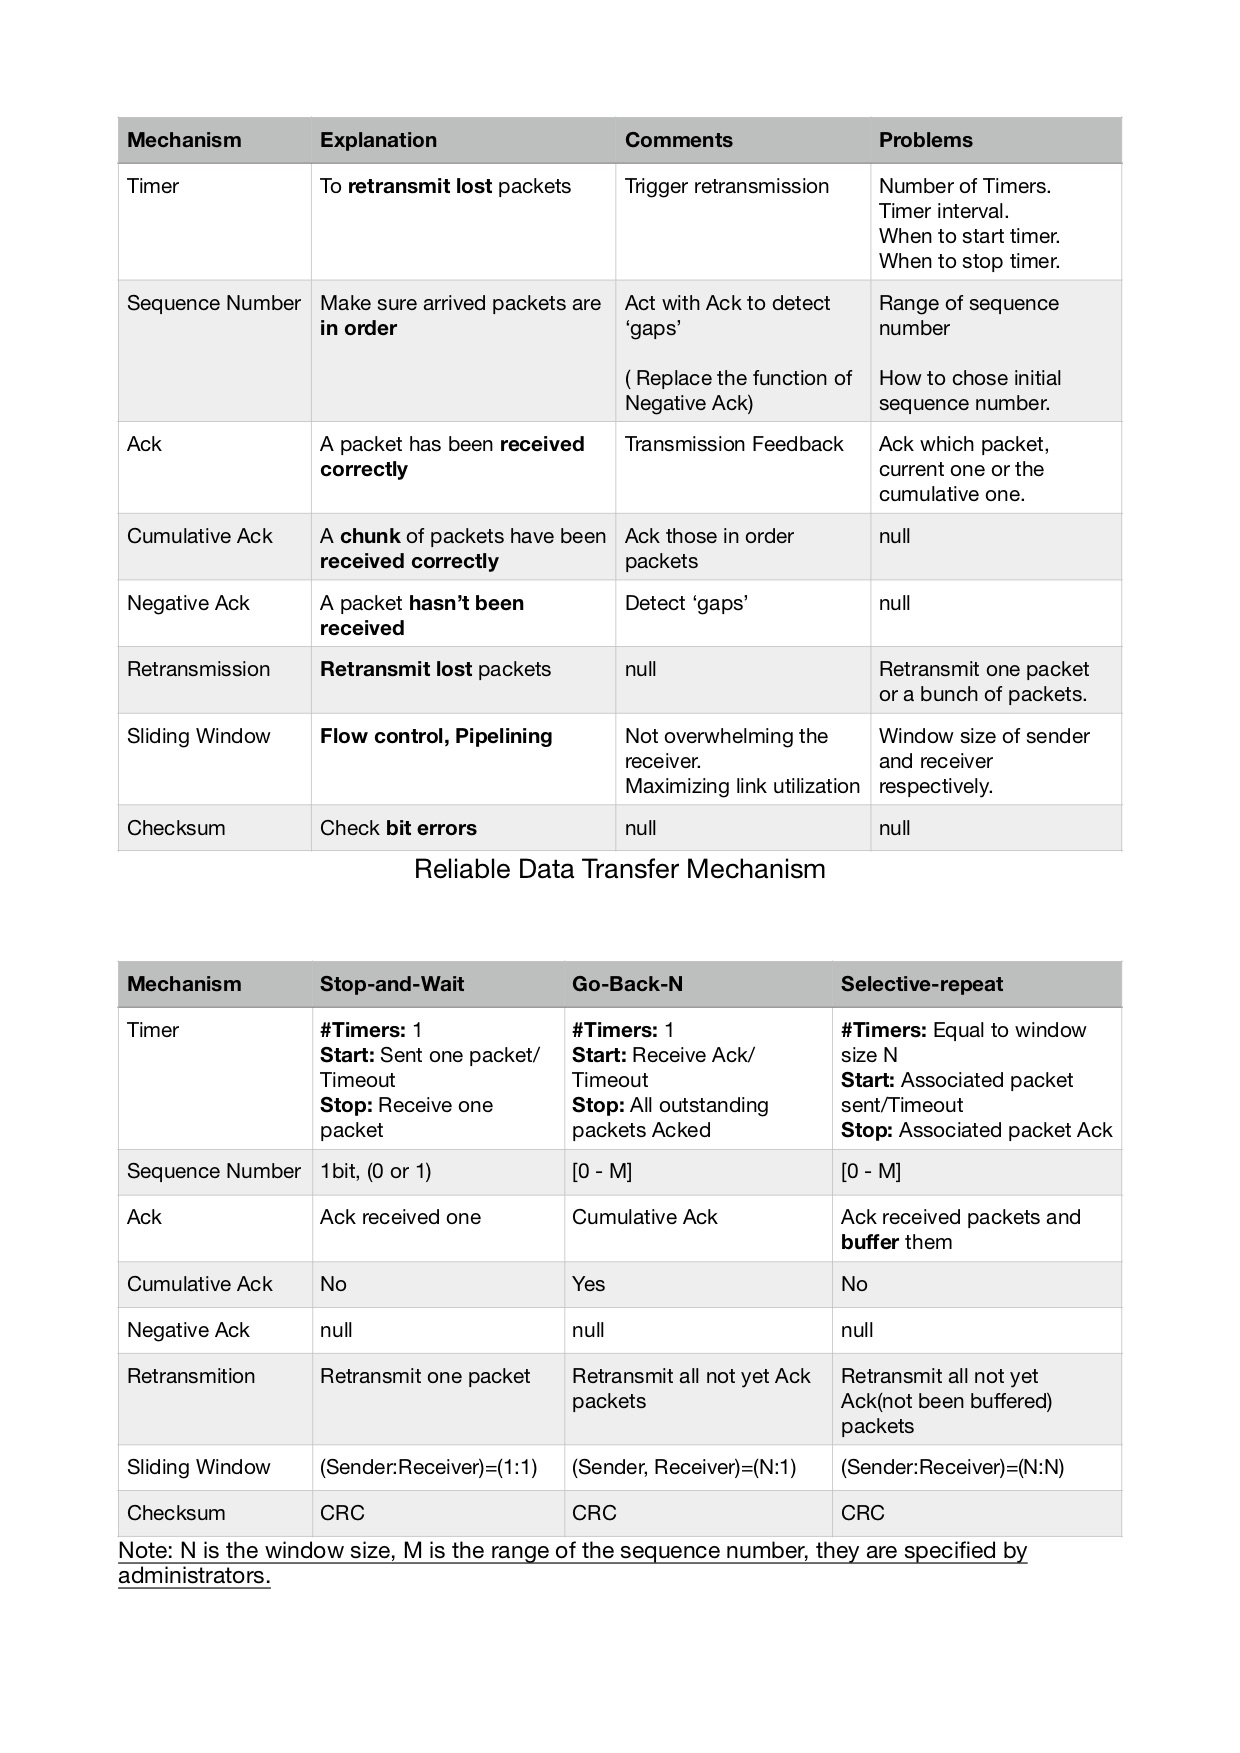 Mechanism Explanation Comments Problems
Timer To retransmit lost packets Trigger retransmission Number of Timers.
Timer interval.
When to start timer.
When to stop timer.
Sequence Number Make sure arrived packets are Act with Ack to detect Range of sequence
in order ‘gaps’ number
( Replace the function of How to chose initial
Negative Ack) sequence number.
Ack A packet has been received Transmission Feedback Ack which packet,
correctly current one or the
cumulative one.
Cumulative Ack A chunk of packets have been Ack those in order null
received correctly packets
Negative Ack A packet hasn’t been Detect ‘gaps’ null
received
Retransmission Retransmit lost packets null Retransmit one packet
or a bunch of packets.
Sliding Window Flow control, Pipelining Not overwhelming the Window size of sender
receiver. and receiver
Maximizing link utilization respectively.
Checksum Check bit errors null null
Reliable Data Transfer Mechanism
Mechanism Stop-and-Wait Go-Back-N Selective-repeat
Timer #Timers: 1 #Timers: 1 #Timers: Equal to window
Start: Sent one packet/ Start: Receive Ack/ size N
Timeout Timeout Start: Associated packet
Stop: Receive one Stop: All outstanding sent/Timeout
packet packets Acked Stop: Associated packet Ack
Sequence Number 1bit, (0 or 1) [0 - M] [0 - M]
Ack Ack received one Cumulative Ack Ack received packets and
buffer them
Cumulative Ack No Yes No
Negative Ack null null null
Retransmition Retransmit one packet Retransmit all not yet Ack Retransmit all not yet
packets Ack(not been buffered)
packets
Sliding Window (Sender:Receiver)=(1:1) (Sender, Receiver)=(N:1) (Sender:Receiver)=(N:N)
Checksum CRC CRC CRC
Note: N is the window size, M is the range of the sequence number, they are specified by
administrators.